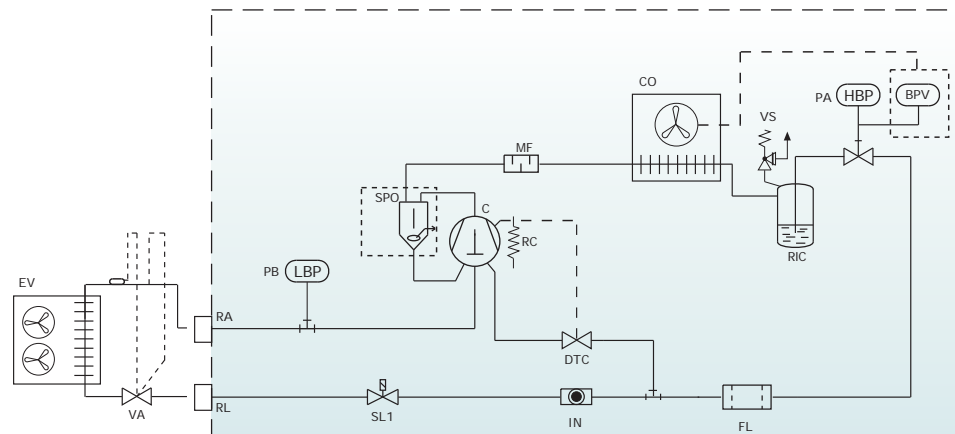 CO
PA
HBP
BPV
VS
MF
SPO
C
RC
RIC
PB
LBP
EV
RA
DTC
RL
VA
SL1
IN
FL